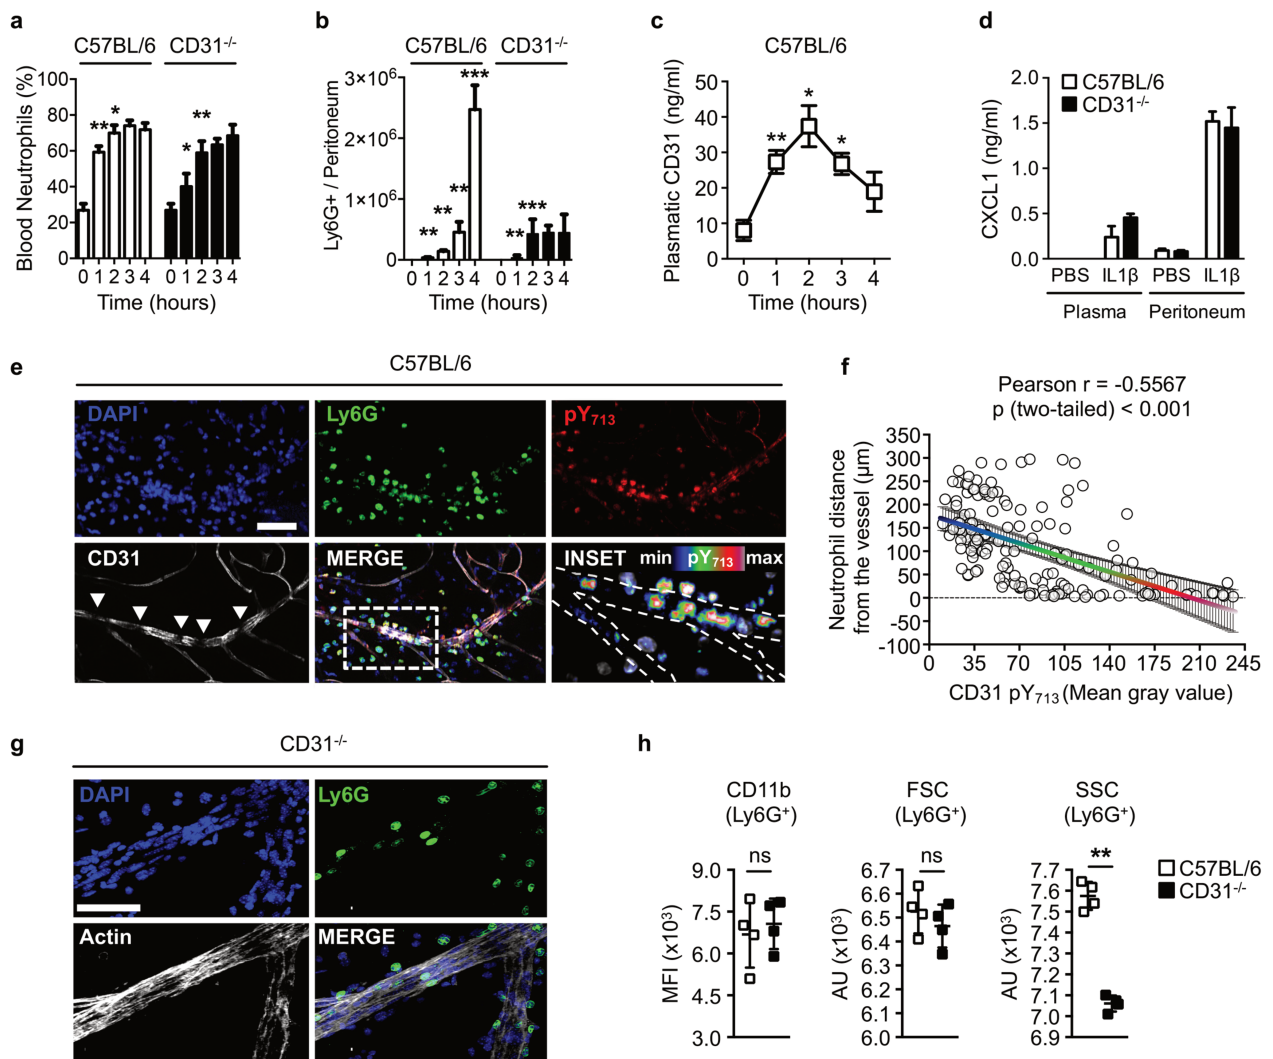 a
C57BL/6 CD31-/-
Blood Neutrophils (%)
100
80
60
40
20
0
** * * **
0 1 2 3 4 0 1 2 3 4
Time (hours)
b
C57BL/6 CD31-/-
Ly6G+ / Peritoneum
3×10⁶
2×10⁶
1×10⁶
0
** ** ** *** ** ***
0 1 2 3 4 0 1 2 3 4
Time (hours)
c
C57BL/6
Plasmatic CD31 (ng/ml)
50
40
30
20
10
0
** * *
0 1 2 3 4
Time (hours)
d
CXCL1 (ng/ml)
2.0
1.5
1.0
0.5
0.0
C57BL/6
CD31-/-
PBS IL1β PBS IL1β
Plasma Peritoneum
e
C57BL/6
DAPI Ly6G pY713
CD31 MERGE INSET min pY713 max
f
Pearson r = -0.5567
p (two-tailed) < 0.001
Neutrophil distance
from the vessel (µm)
350
300
250
200
150
100
50
0
-50
-100
0 35 70 105 140 175 210 245
CD31 pY713 (Mean gray value)
g
CD31-/-
DAPI Ly6G
Actin MERGE
h
CD11b
(Ly6G+)
ns
MFI (x10³)
9.0
7.5
6.0
4.5
3.0
FSC
(Ly6G+)
ns
AU (x10³)
6.7
6.6
6.5
6.4
6.3
6.2
6.1
6.0
SSC
(Ly6G+)
**
AU (x10³)
7.7
7.6
7.5
7.4
7.3
7.2
7.1
7.0
6.9
C57BL/6
CD31-/-